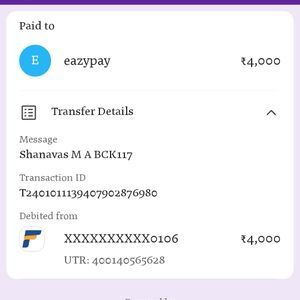 Paid to
E
eazypay ₹4,000
Transfer Details
Message
Shanavas M A BCK117
Transaction ID
T2401011139407902876980
Debited from
XXXXXXXXXX0106 ₹4,000
UTR: 400140565628